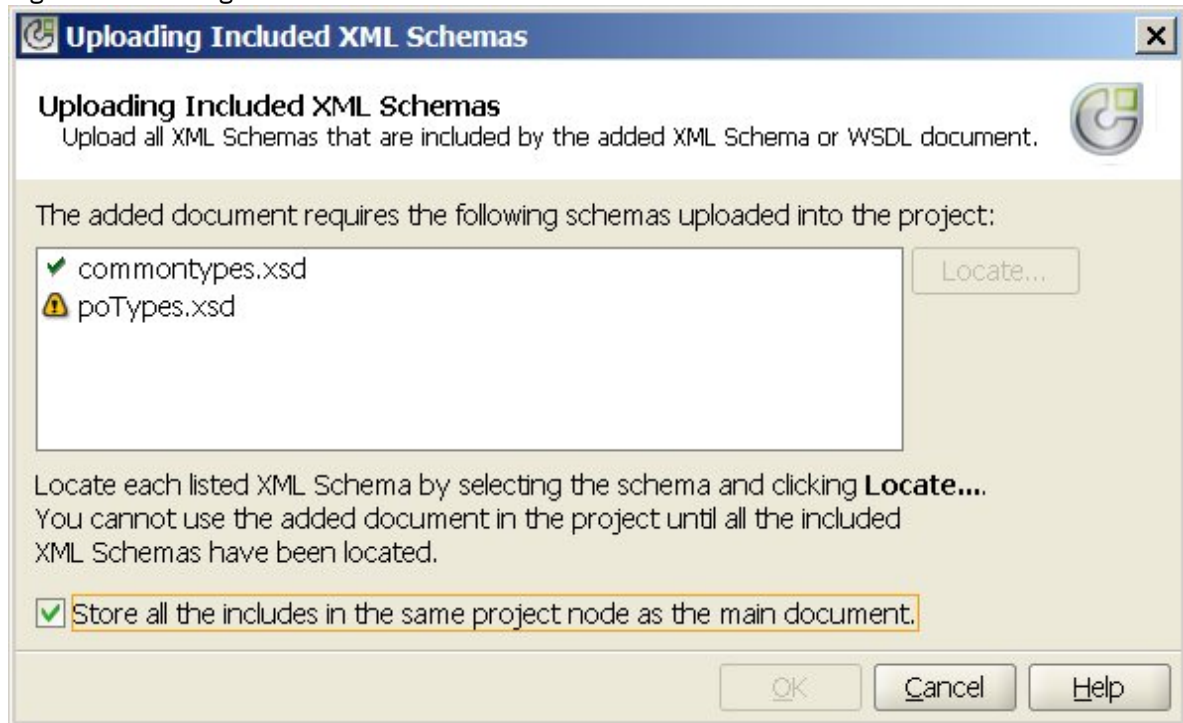 Uploading Included XML Schemas
Uploading Included XML Schemas
Upload all XML Schemas that are included by the added XML Schema or WSDL document.
The added document requires the following schemas uploaded into the project:
commontypes.xsd
Locate...
poTypes.xsd
Locate each listed XML Schema by selecting the schema and clicking Locate....
You cannot use the added document in the project until all the included
XML Schemas have been located.
Store all the includes in the same project node as the main document.
OK
Cancel
Help